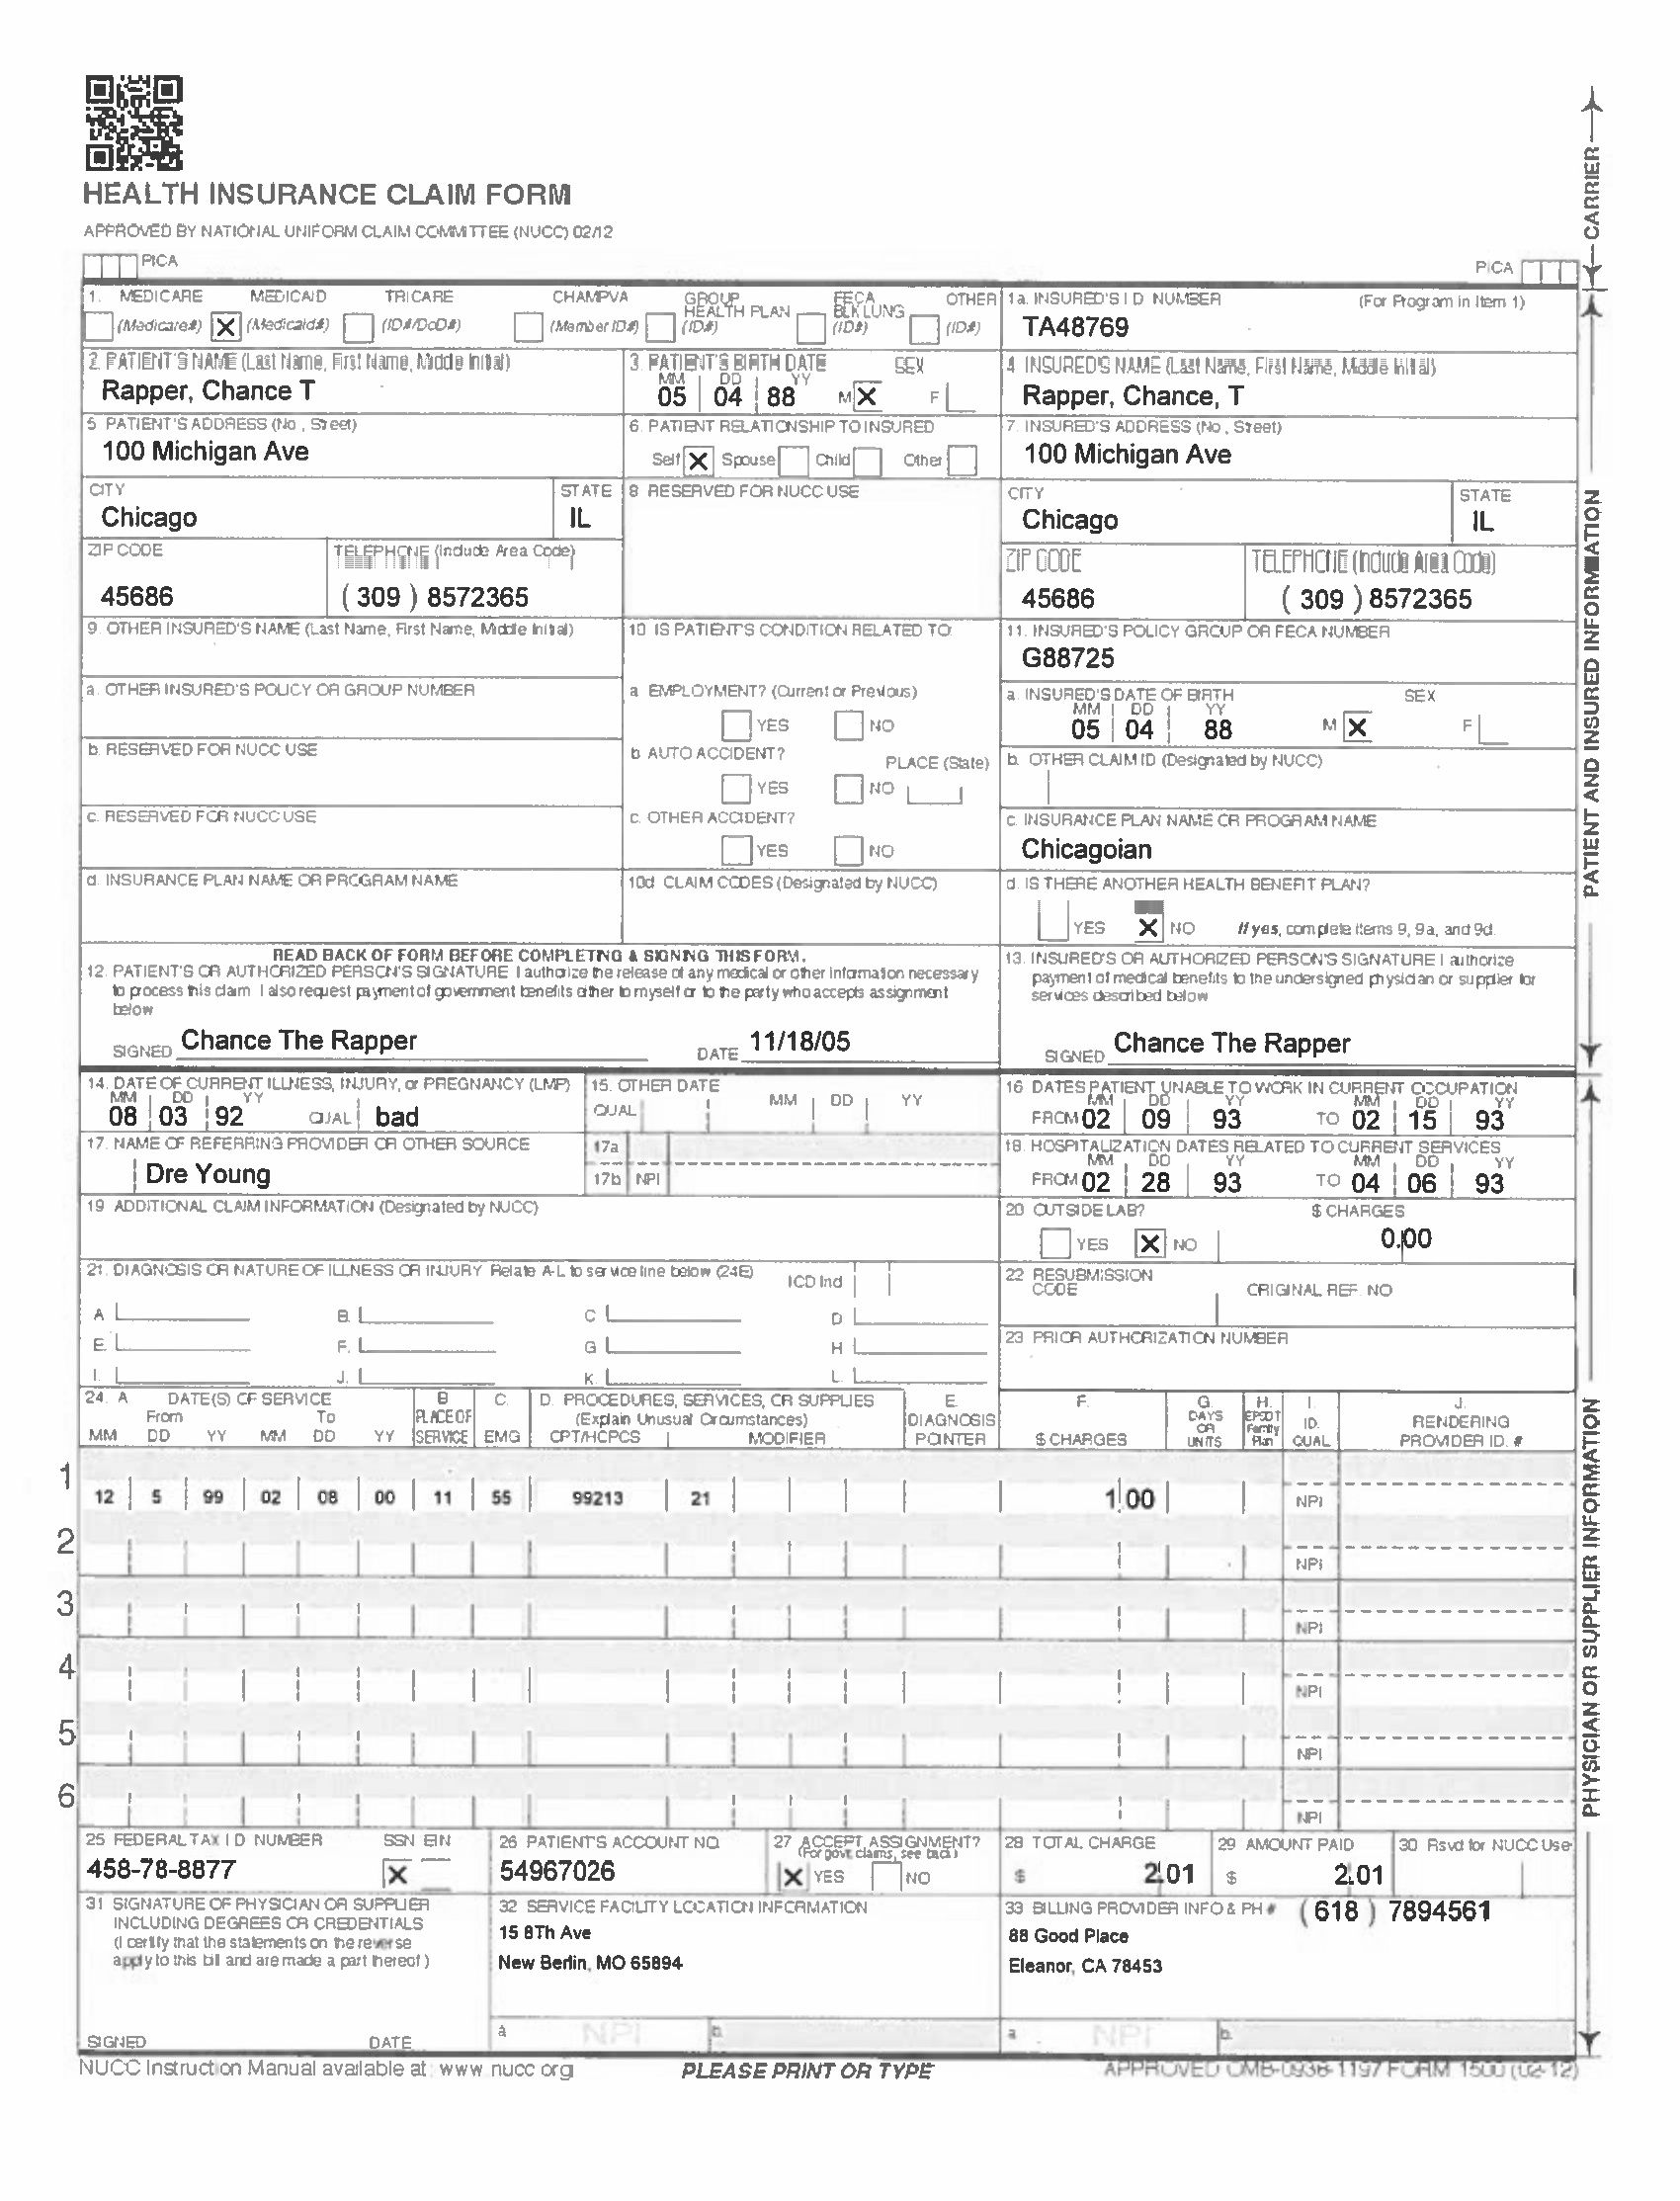 HEALTH INSURANCE CLAIM FORM
APPROVED BY NATIONAL UNIFORM CLAIM COMMITTEE (NUCC) 02/12
PICA
PICA
CARRIER
1. MEDICARE MEDICAID TRICARE CHAMPVA GROUP HEALTH PLAN FECA BLK LUNG OTHER
(Medicare#) X (Medicaid#) (ID#/DoD#) (Member ID#) (ID#) (ID#) (ID#)
1a. INSURED'S I D NUMBER (For Program in Item 1)
TA48769
2. PATIENT'S NAME (Last Name, First Name, Middle Initial)
Rapper, Chance T
3. PATIENT'S BIRTH DATE SEX
MM DD YY
05 04 88 M X F
4 INSURED'S NAME (Last Name, First Name, Middle Initial)
Rapper, Chance, T
5 PATIENT'S ADDRESS (No , Street)
100 Michigan Ave
6. PATIENT RELATIONSHIP TO INSURED
Self X Spouse Child Other
7. INSURED'S ADDRESS (No , Street)
100 Michigan Ave
CITY STATE
Chicago IL
8 RESERVED FOR NUCC USE
CITY STATE
Chicago IL
ZIP CODE TELEPHONE (Include Area Code)
45686 ( 309 ) 8572365
ZIP CODE TELEPHONE (Include Area Code)
45686 ( 309 ) 8572365
9. OTHER INSURED'S NAME (Last Name, First Name, Middle Initial)
10 IS PATIENT'S CONDITION RELATED TO:
11. INSURED'S POLICY GROUP OR FECA NUMBER
G88725
a. OTHER INSURED'S POLICY OR GROUP NUMBER
a EMPLOYMENT? (Current or Previous)
YES NO
a. INSURED'S DATE OF BIRTH SEX
MM DD YY
05 04 88 M X F
b. RESERVED FOR NUCC USE
b AUTO ACCIDENT? PLACE (State)
YES NO
b. OTHER CLAIM ID (Designated by NUCC)
c. RESERVED FOR NUCC USE
c. OTHER ACCIDENT?
YES NO
c. INSURANCE PLAN NAME OR PROGRAM NAME
Chicagoian
d. INSURANCE PLAN NAME OR PROGRAM NAME
10d CLAIM CODES (Designated by NUCC)
d. IS THERE ANOTHER HEALTH BENEFIT PLAN?
YES X NO If yes, complete items 9, 9a, and 9d.
PATIENT AND INSURED INFORMATION
READ BACK OF FORM BEFORE COMPLETING & SIGNING THIS FORM.
12. PATIENT'S OR AUTHORIZED PERSON'S SIGNATURE I authorize the release of any medical or other information necessary
to process this claim I also request payment of government benefits either to myself or to the party who accepts assignment
below
SIGNED Chance The Rapper DATE 11/18/05
13. INSURED'S OR AUTHORIZED PERSON'S SIGNATURE I authorize
payment of medical benefits to the undersigned physician or supplier for
services described below
SIGNED Chance The Rapper
14. DATE OF CURRENT ILLNESS, INJURY, or PREGNANCY (LMP)
MM DD YY
08 03 92 QUAL bad
15. OTHER DATE
QUAL MM DD YY
16 DATES PATIENT UNABLE TO WORK IN CURRENT OCCUPATION
MM DD YY MM DD YY
FROM 02 09 93 TO 02 15 93
17. NAME OF REFERRING PROVIDER OR OTHER SOURCE
Dre Young
17a
17b NPI
18. HOSPITALIZATION DATES RELATED TO CURRENT SERVICES
MM DD YY MM DD YY
FROM 02 28 93 TO 04 06 93
19 ADDITIONAL CLAIM INFORMATION (Designated by NUCC)
20 OUTSIDE LAB? $ CHARGES
YES X NO 0.00
21. DIAGNOSIS OR NATURE OF ILLNESS OR INJURY Relate A-L to service line below (24E) ICD Ind
A B. C D
E. F. G H
I. J. K. L.
22 RESUBMISSION CODE ORIGINAL REF. NO
23 PRIOR AUTHORIZATION NUMBER
24. A DATE(S) OF SERVICE B C. D. PROCEDURES, SERVICES, OR SUPPLIES E. F. G. H. I. J.
From To PLACE OF (Explain Unusual Circumstances) DIAGNOSIS DAYS OR UNITS EPSDT Family Plan ID. QUAL RENDERING
MM DD YY MM DD YY SERVICE EMG CPT/HCPCS MODIFIER POINTER $ CHARGES PROVIDER ID. #
1
12 5 99 02 08 00 11 55 99213 21 1 00 NPI
2
NPI
3
NPI
4
NPI
5
NPI
6
NPI
PHYSICIAN OR SUPPLIER INFORMATION
25 FEDERAL TAX I D NUMBER SSN EIN
458-78-8877 X
26 PATIENT'S ACCOUNT NO.
54967026
27 ACCEPT ASSIGNMENT?
(For govt. claims, see back)
X YES NO
28 TOTAL CHARGE
$ 2 01
29 AMOUNT PAID
$ 2 01
30 Rsvd for NUCC Use
31 SIGNATURE OF PHYSICIAN OR SUPPLIER
INCLUDING DEGREES OR CREDENTIALS
(I certify that the statements on the reverse
apply to this bill and are made a part thereof )
SIGNED DATE
32 SERVICE FACILITY LOCATION INFORMATION
15 8Th Ave
New Berlin, MO 65894
a NPI b.
33 BILLING PROVIDER INFO & PH # ( 618 ) 7894561
88 Good Place
Eleanor, CA 78453
a NPI b.
NUCC Instruction Manual available at: www nucc org PLEASE PRINT OR TYPE APPROVED OMB-0938-1197 FORM 1500 (02-12)